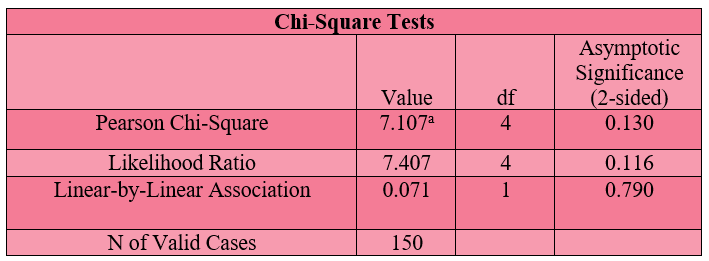 Chi-Square Tests
Value df Asymptotic Significance (2-sided)
Pearson Chi-Square 7.107ᵃ 4 0.130
Likelihood Ratio 7.407 4 0.116
Linear-by-Linear Association 0.071 1 0.790
N of Valid Cases 150